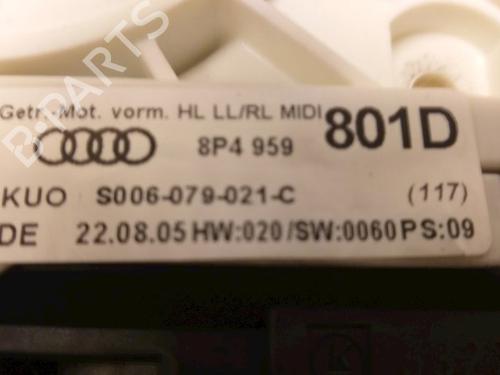 Getr.-Mot. vorm. HL LL/RL MIDI 801D
8P4 959
KUO S006-079-021-C (117)
DE 22.08.05 HW:020/SW:0060 PS:09
K
B-PARTS